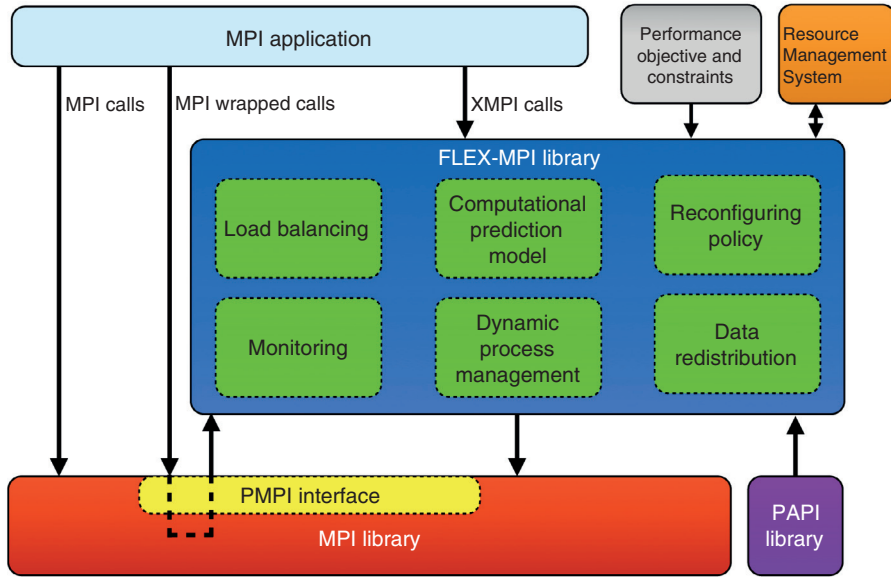 MPI application
Performance
objective and
constraints
Resource
Management
System
MPI calls
MPI wrapped calls
XMPI calls
FLEX-MPI library
Load balancing
Computational
prediction
model
Reconfiguring
policy
Monitoring
Dynamic
process
management
Data
redistribution
PMPI interface
MPI library
PAPI
library